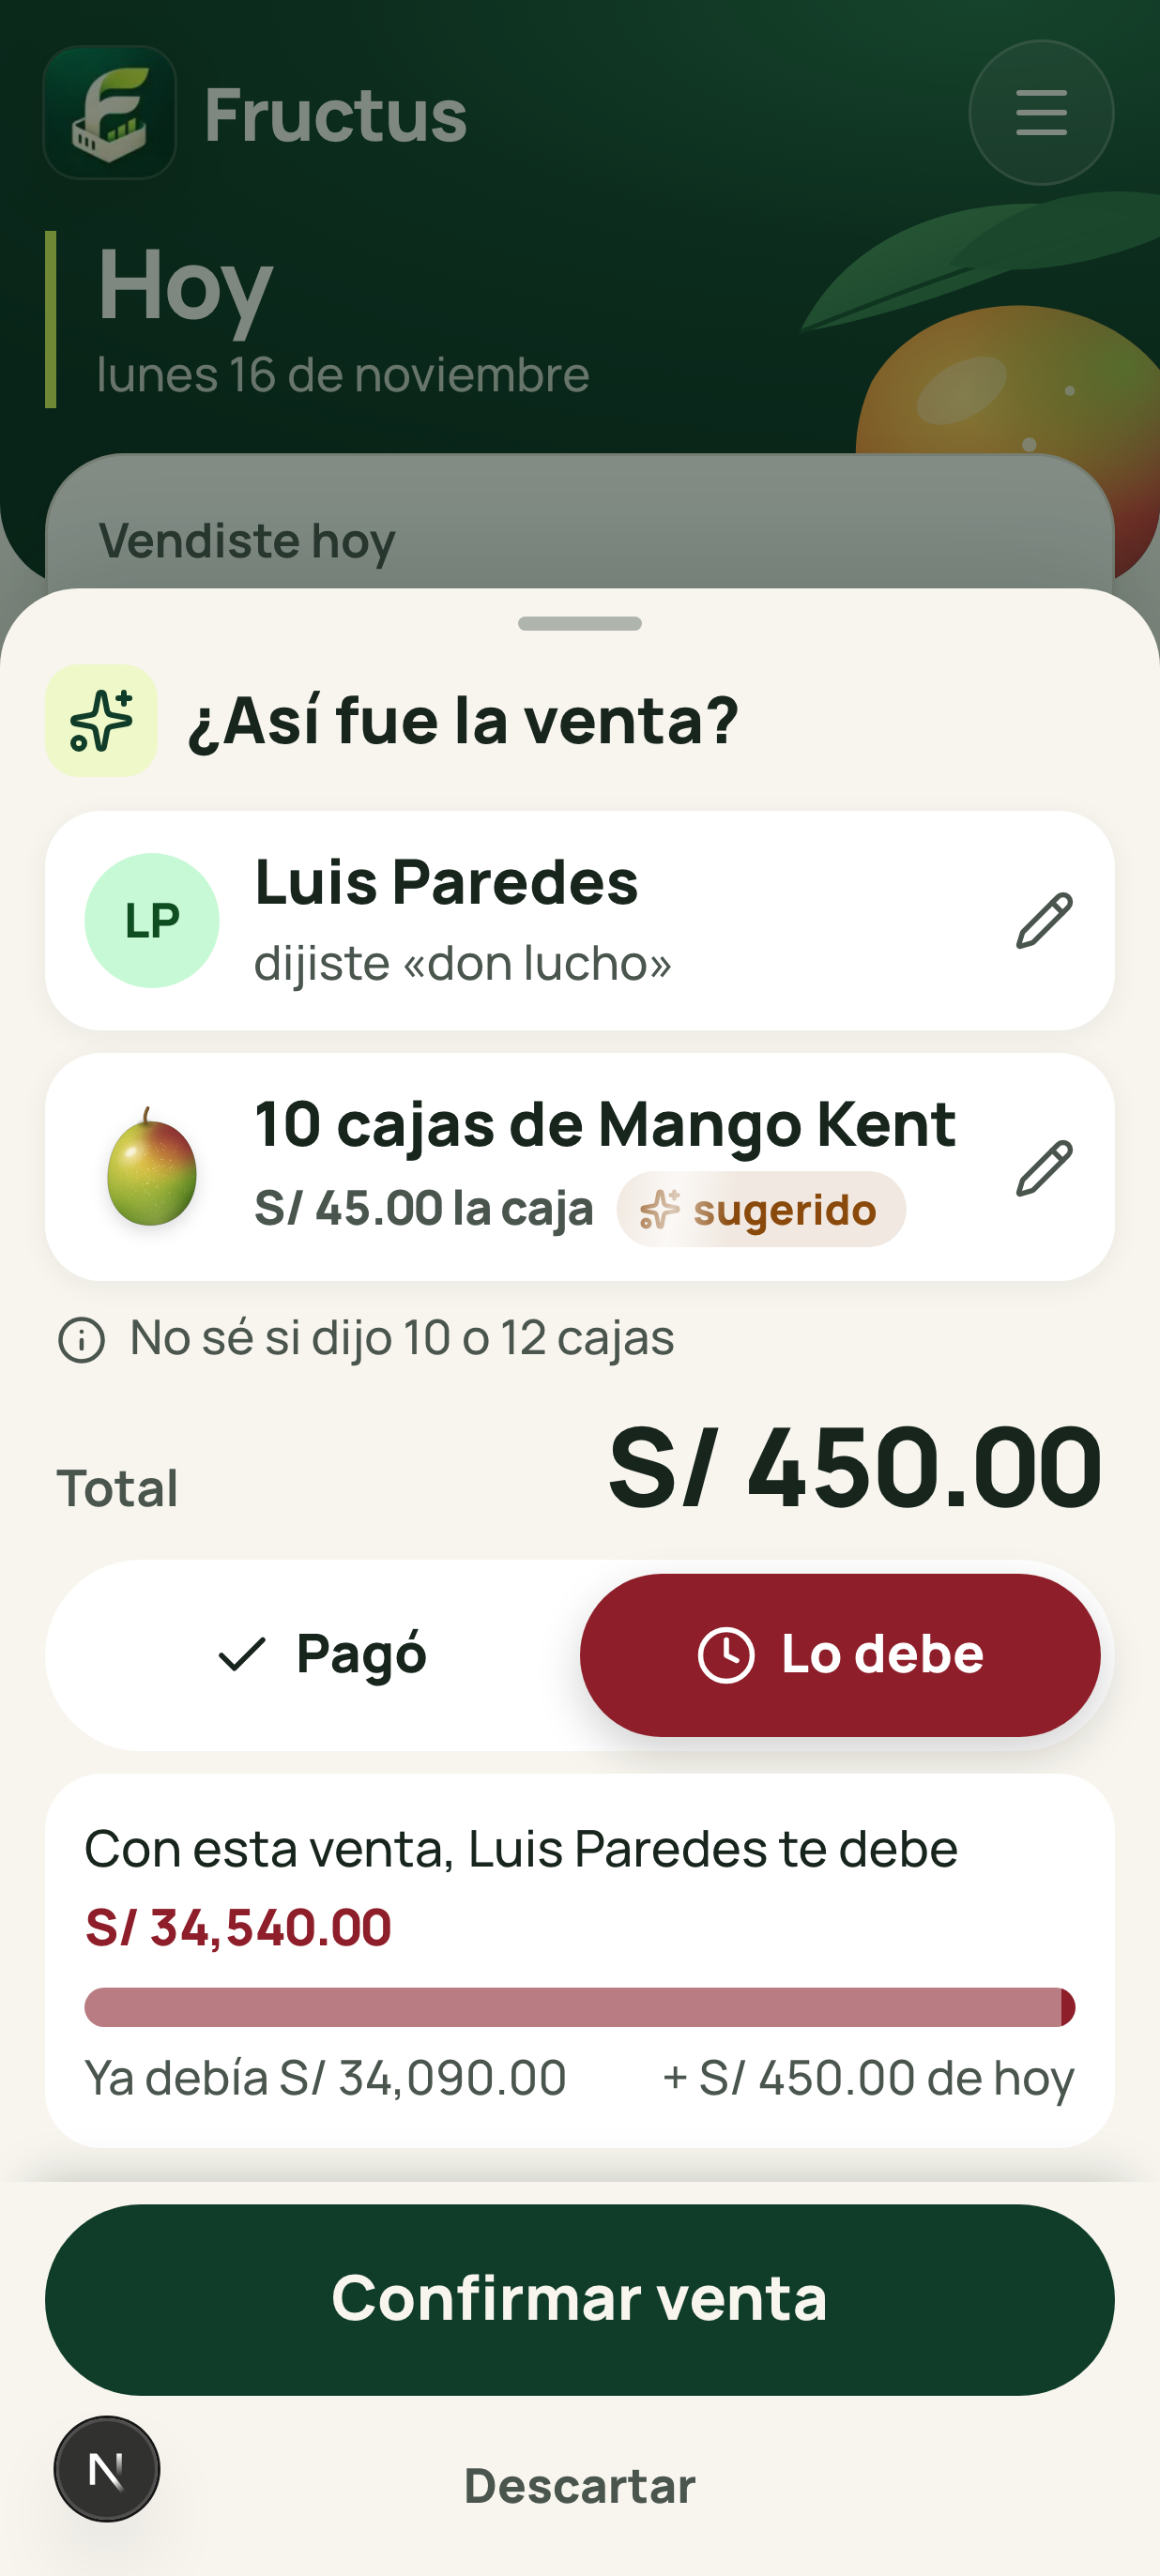 Fructus
Hoy
lunes 16 de noviembre
Vendiste hoy
¿Así fue la venta?
LP
Luis Paredes
dijiste «don lucho»
10 cajas de Mango Kent
S/ 45.00 la caja
sugerido
No sé si dijo 10 o 12 cajas
Total
S/ 450.00
Pagó
Lo debe
Con esta venta, Luis Paredes te debe
S/ 34,540.00
Ya debía S/ 34,090.00
+ S/ 450.00 de hoy
Confirmar venta
N
Descartar